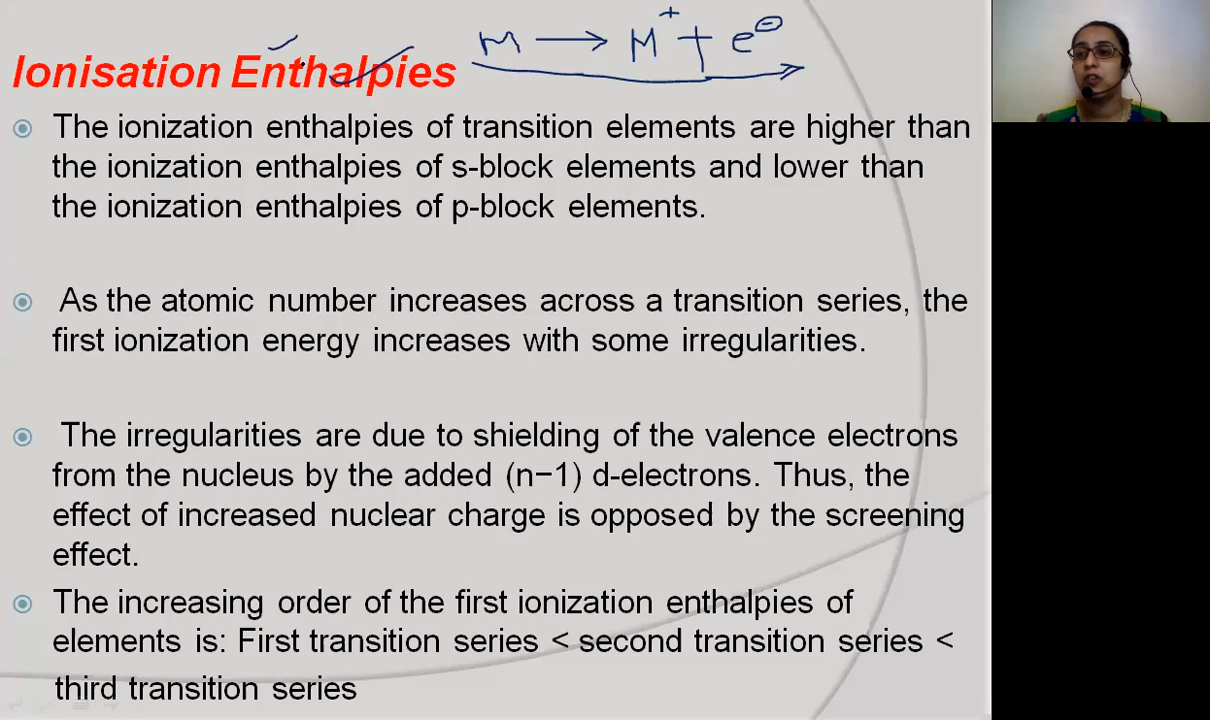 M → M⁺ + e⊖
Ionisation Enthalpies
The ionization enthalpies of transition elements are higher than
the ionization enthalpies of s-block elements and lower than
the ionization enthalpies of p-block elements.
As the atomic number increases across a transition series, the
first ionization energy increases with some irregularities.
The irregularities are due to shielding of the valence electrons
from the nucleus by the added (n−1) d-electrons. Thus, the
effect of increased nuclear charge is opposed by the screening
effect.
The increasing order of the first ionization enthalpies of
elements is: First transition series < second transition series <
third transition series